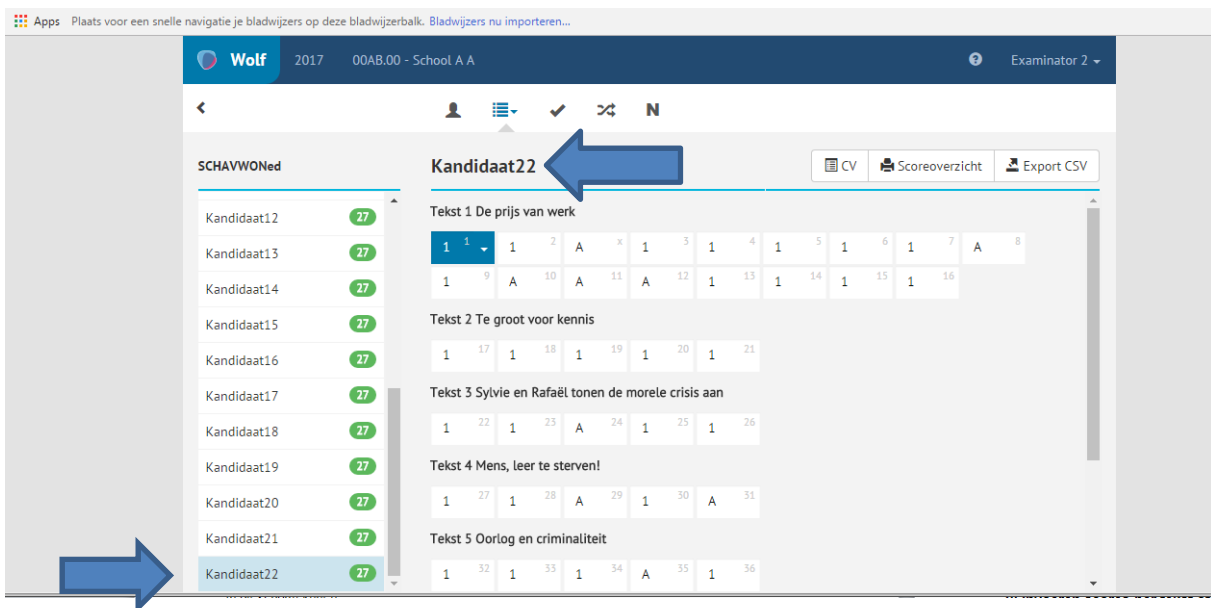 Apps Plaats voor een snelle navigatie je bladwijzers op deze bladwijzerbalk. Bladwijzers nu importeren...
Wolf 2017 00AB.00 - School A A Examinator 2
N
SCHAVWONed
Kandidaat12 27
Kandidaat13 27
Kandidaat14 27
Kandidaat15 27
Kandidaat16 27
Kandidaat17 27
Kandidaat18 27
Kandidaat19 27
Kandidaat20 27
Kandidaat21 27
Kandidaat22 27
Kandidaat22 CV Scoreoverzicht Export CSV
Tekst 1 De prijs van werk
1 1 1 2 A x 1 3 1 4 1 5 1 6 1 7 A 8
1 9 A 10 A 11 A 12 1 13 1 14 1 15 1 16
Tekst 2 Te groot voor kennis
1 17 1 18 1 19 1 20 1 21
Tekst 3 Sylvie en Rafaël tonen de morele crisis aan
1 22 1 23 A 24 1 25 1 26
Tekst 4 Mens, leer te sterven!
1 27 1 28 A 29 1 30 A 31
Tekst 5 Oorlog en criminaliteit
1 32 1 33 1 34 A 35 1 36